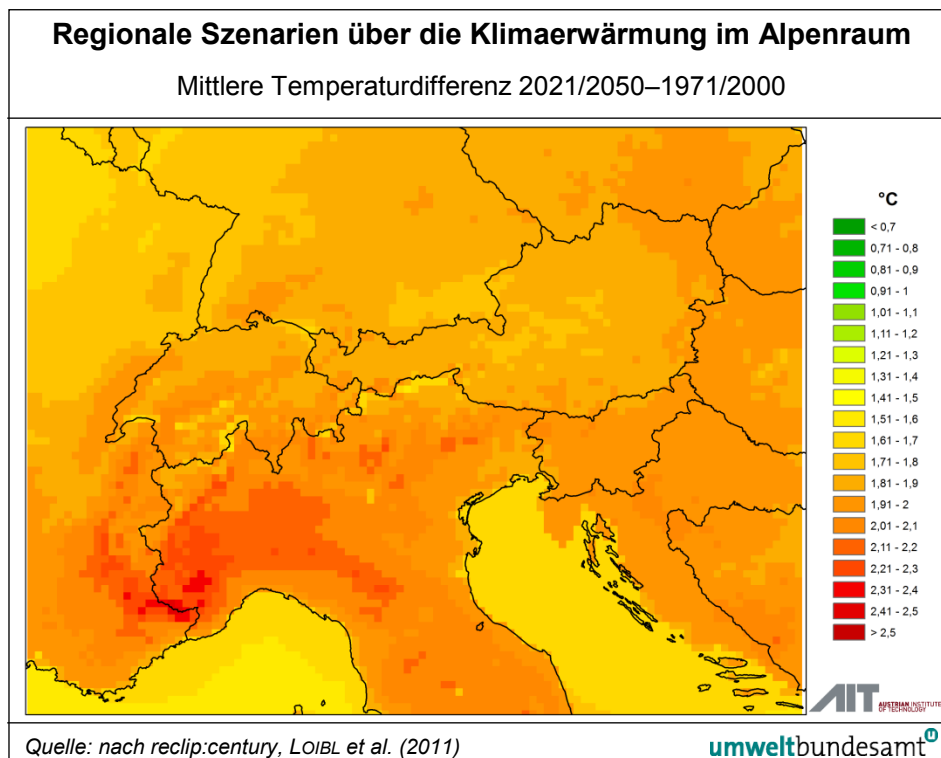 Regionale Szenarien über die Klimaerwärmung im Alpenraum
Mittlere Temperaturdifferenz 2021/2050–1971/2000
°C
< 0,7
0,71 - 0,8
0,81 - 0,9
0,91 - 1
1,01 - 1,1
1,11 - 1,2
1,21 - 1,3
1,31 - 1,4
1,41 - 1,5
1,51 - 1,6
1,61 - 1,7
1,71 - 1,8
1,81 - 1,9
1,91 - 2
2,01 - 2,1
2,11 - 2,2
2,21 - 2,3
2,31 - 2,4
2,41 - 2,5
> 2,5
AIT AUSTRIAN INSTITUTE
OF TECHNOLOGY
Quelle: nach reclip:century, LOIBL et al. (2011)
umweltbundesamt U